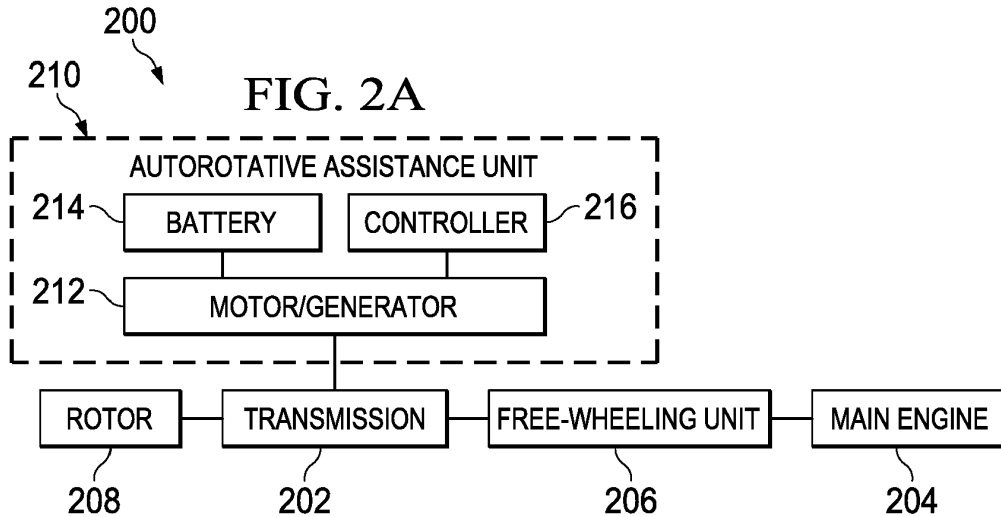 200
210
FIG. 2A
AUTOROTATIVE ASSISTANCE UNIT
214 BATTERY CONTROLLER 216
212 MOTOR/GENERATOR
ROTOR TRANSMISSION FREE-WHEELING UNIT MAIN ENGINE
208 202 206 204